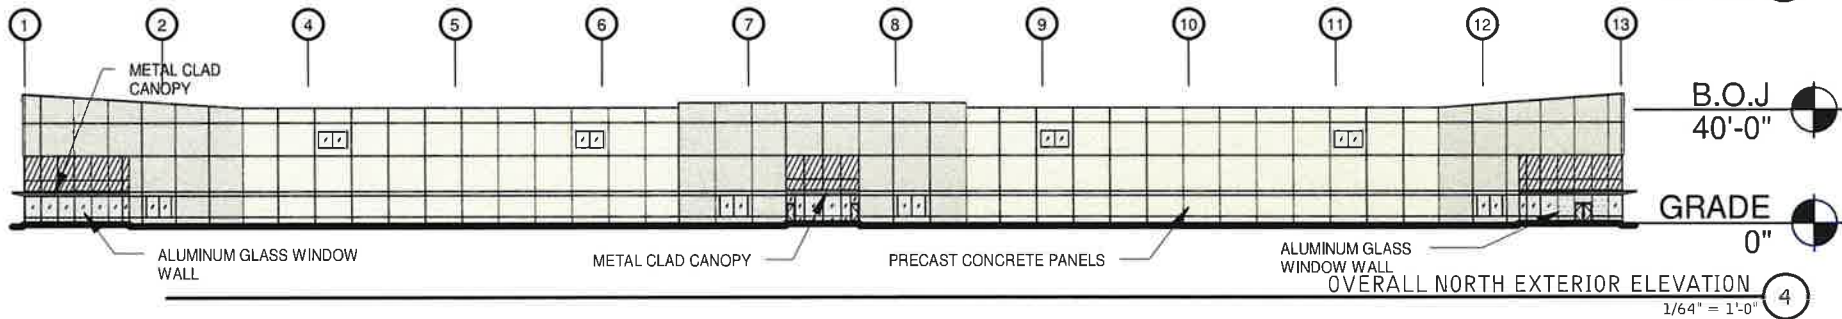 1 2 4 5 6 7 8 9 10 11 12 13
METAL CLAD
CANOPY
B.O.J
40'-0"
GRADE
0"
ALUMINUM GLASS WINDOW
WALL
METAL CLAD CANOPY
PRECAST CONCRETE PANELS
ALUMINUM GLASS
WINDOW WALL
OVERALL NORTH EXTERIOR ELEVATION
1/64" = 1'-0"
4